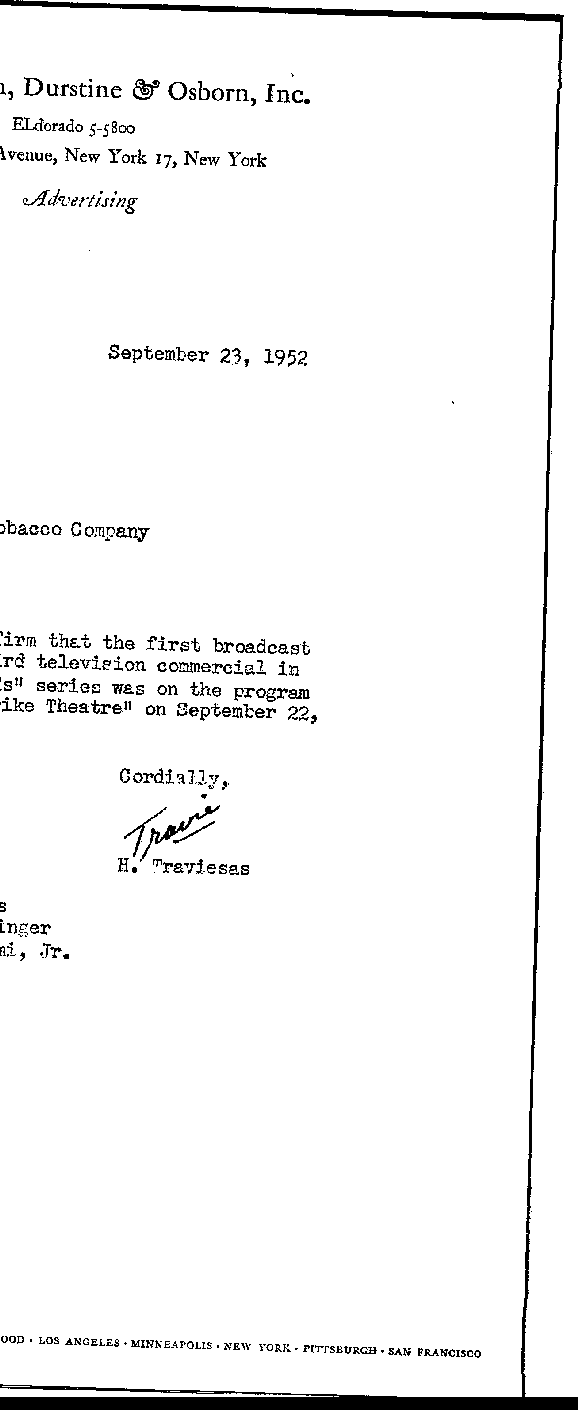 , Durstine & Osborn, Inc.
ELdorado 5-5800
Avenue, New York 17, New York
Advertising
September 23, 1952
obacco Company
firm that the first broadcast
rd television commercial in
s" series was on the program
ike Theatre" on September 22,
Cordially,
Travie
H. Traviesas
s
inger
mi, Jr.
OOD · LOS ANGELES · MINNEAPOLIS · NEW YORK · PITTSBURGH · SAN FRANCISCO